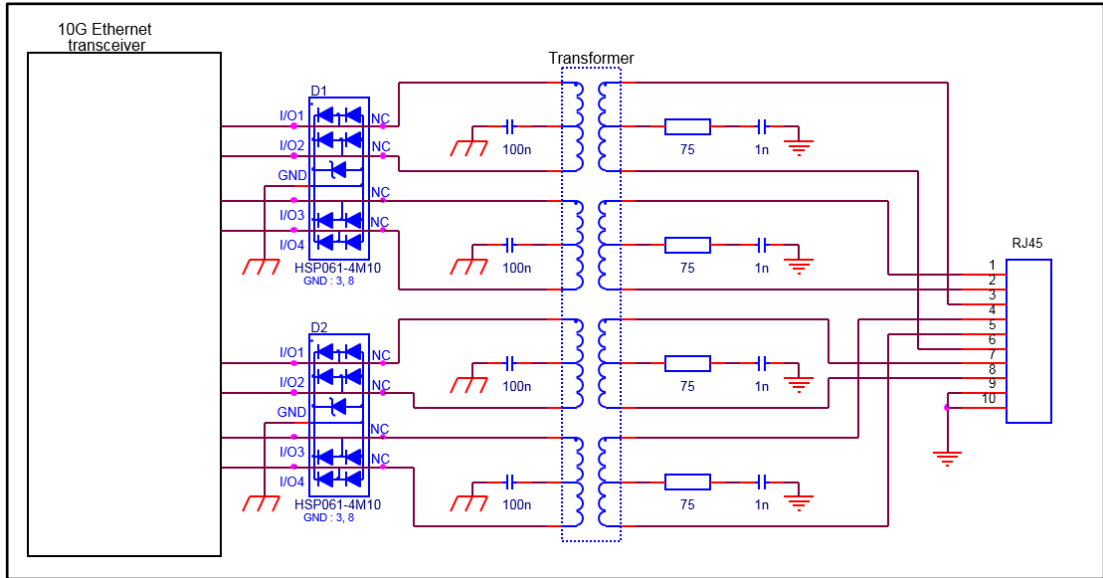 10G Ethernet
transceiver
Transformer
D1
I/O1
NC
I/O2
NC
GND
NC
I/O3
NC
I/O4
HSP061-4M10
GND : 3, 8
100n
75
1n
100n
75
1n
RJ45
1
2
3
4
5
6
7
8
9
10
D2
I/O1
NC
I/O2
NC
GND
NC
I/O3
NC
I/O4
HSP061-4M10
GND : 3, 8
100n
75
1n
100n
75
1n